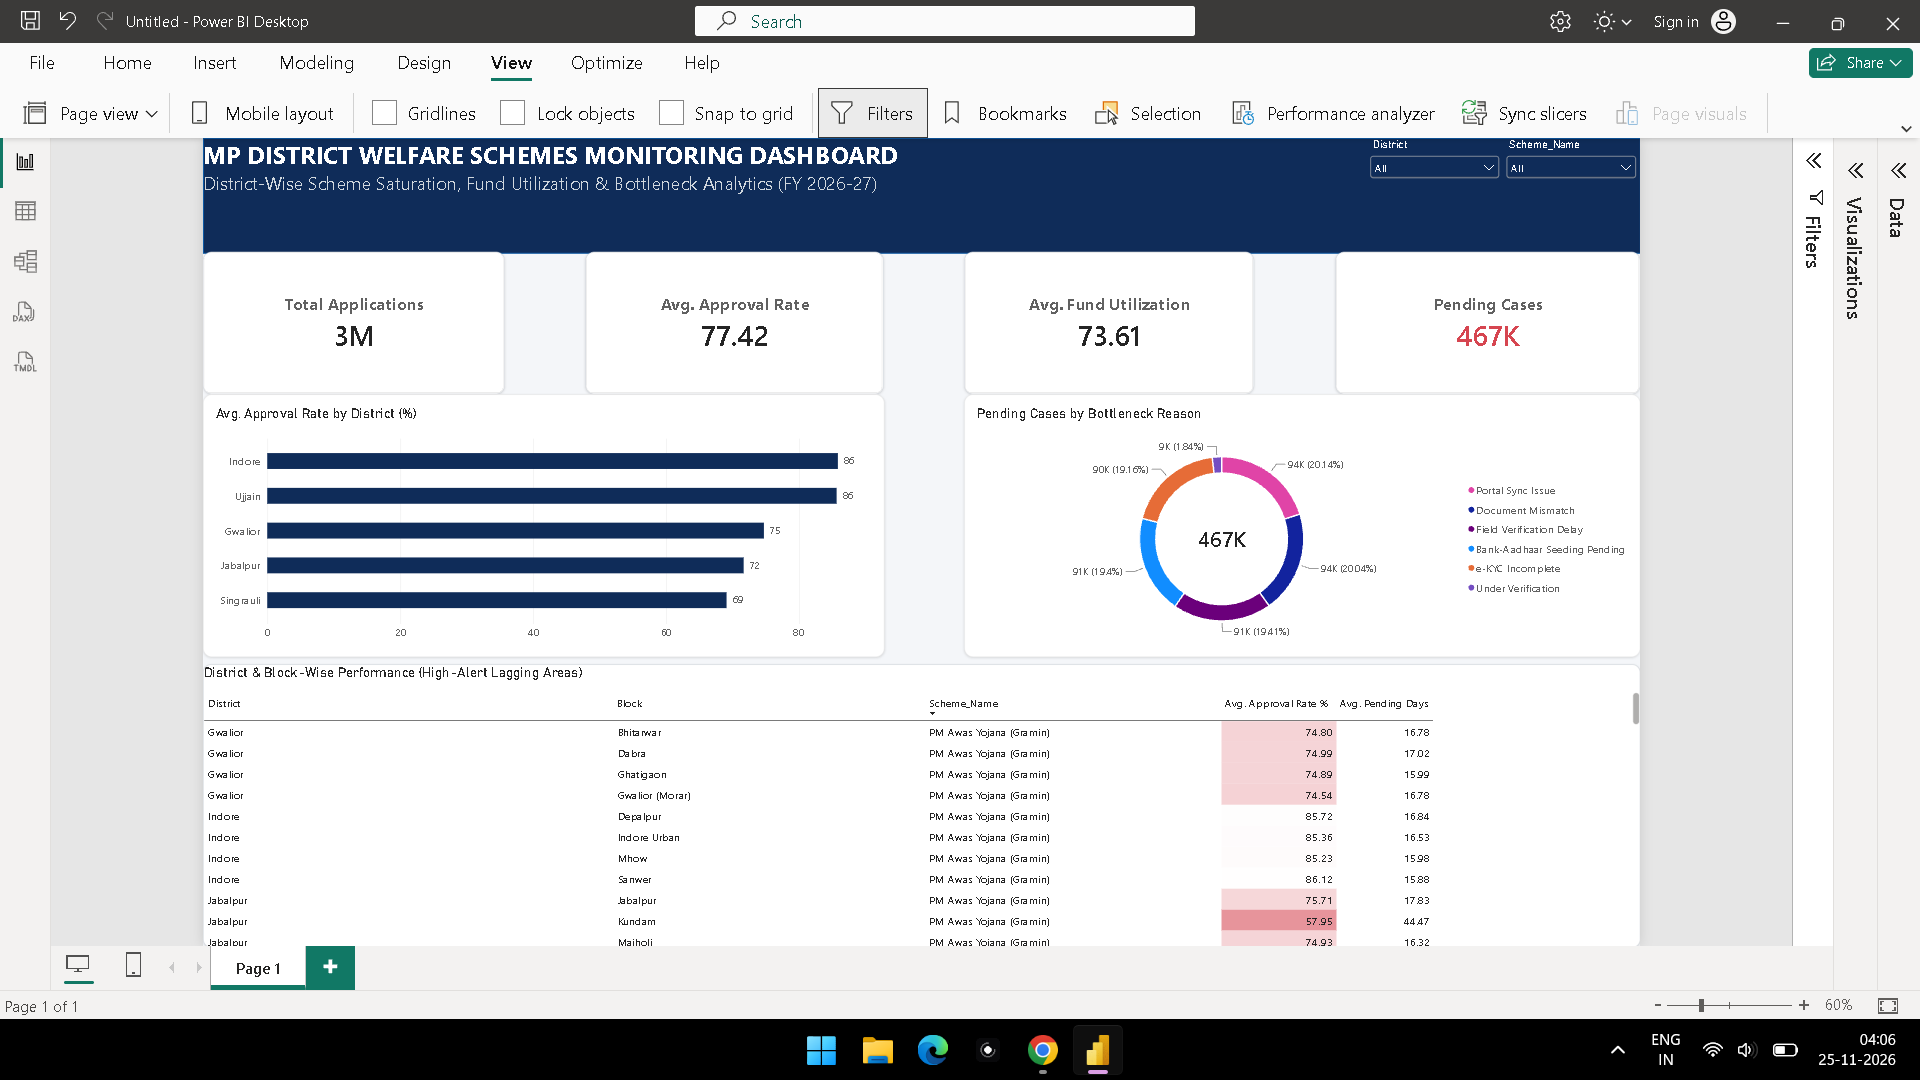 Untitled - Power BI Desktop
Search
Sign in
File Home Insert Modeling Design View Optimize Help
Share
Page view Mobile layout Gridlines Lock objects Snap to grid Filters Bookmarks Selection Performance analyzer Sync slicers Page visuals
MP DISTRICT WELFARE SCHEMES MONITORING DASHBOARD
District-Wise Scheme Saturation, Fund Utilization & Bottleneck Analytics (FY 2026-27)
District Scheme_Name
All All
Filters
Visualizations
Data
DAX
TMDL
Total Applications
3M
Avg. Approval Rate
77.42
Avg. Fund Utilization
73.61
Pending Cases
467K
Avg. Approval Rate by District (%)
Indore 86
Ujjain 86
Gwalior 75
Jabalpur 72
Singrauli 69
0 20 40 60 80
Pending Cases by Bottleneck Reason
9K (1.84%)
94K (20.14%)
90K (19.16%)
467K
91K (19.4%)
94K (20.04%)
91K (19.41%)
Portal Sync Issue
Document Mismatch
Field Verification Delay
Bank-Aadhaar Seeding Pending
e-KYC Incomplete
Under Verification
District & Block-Wise Performance (High-Alert Lagging Areas)
District Block Scheme_Name Avg. Approval Rate % Avg. Pending Days
Gwalior Bhitarwar PM Awas Yojana (Gramin) 74.80 16.78
Gwalior Dabra PM Awas Yojana (Gramin) 74.99 17.02
Gwalior Ghatigaon PM Awas Yojana (Gramin) 74.89 15.99
Gwalior Gwalior (Morar) PM Awas Yojana (Gramin) 74.54 16.78
Indore Depalpur PM Awas Yojana (Gramin) 85.72 16.84
Indore Indore Urban PM Awas Yojana (Gramin) 85.36 16.53
Indore Mhow PM Awas Yojana (Gramin) 85.23 15.98
Indore Sanwer PM Awas Yojana (Gramin) 86.12 15.88
Jabalpur Jabalpur PM Awas Yojana (Gramin) 75.71 17.83
Jabalpur Kundam PM Awas Yojana (Gramin) 57.95 44.47
Jabalpur Majholi PM Awas Yojana (Gramin) 74.93 16.32
Page 1
Page 1 of 1
60%
ENG
IN
04:06
25-11-2026